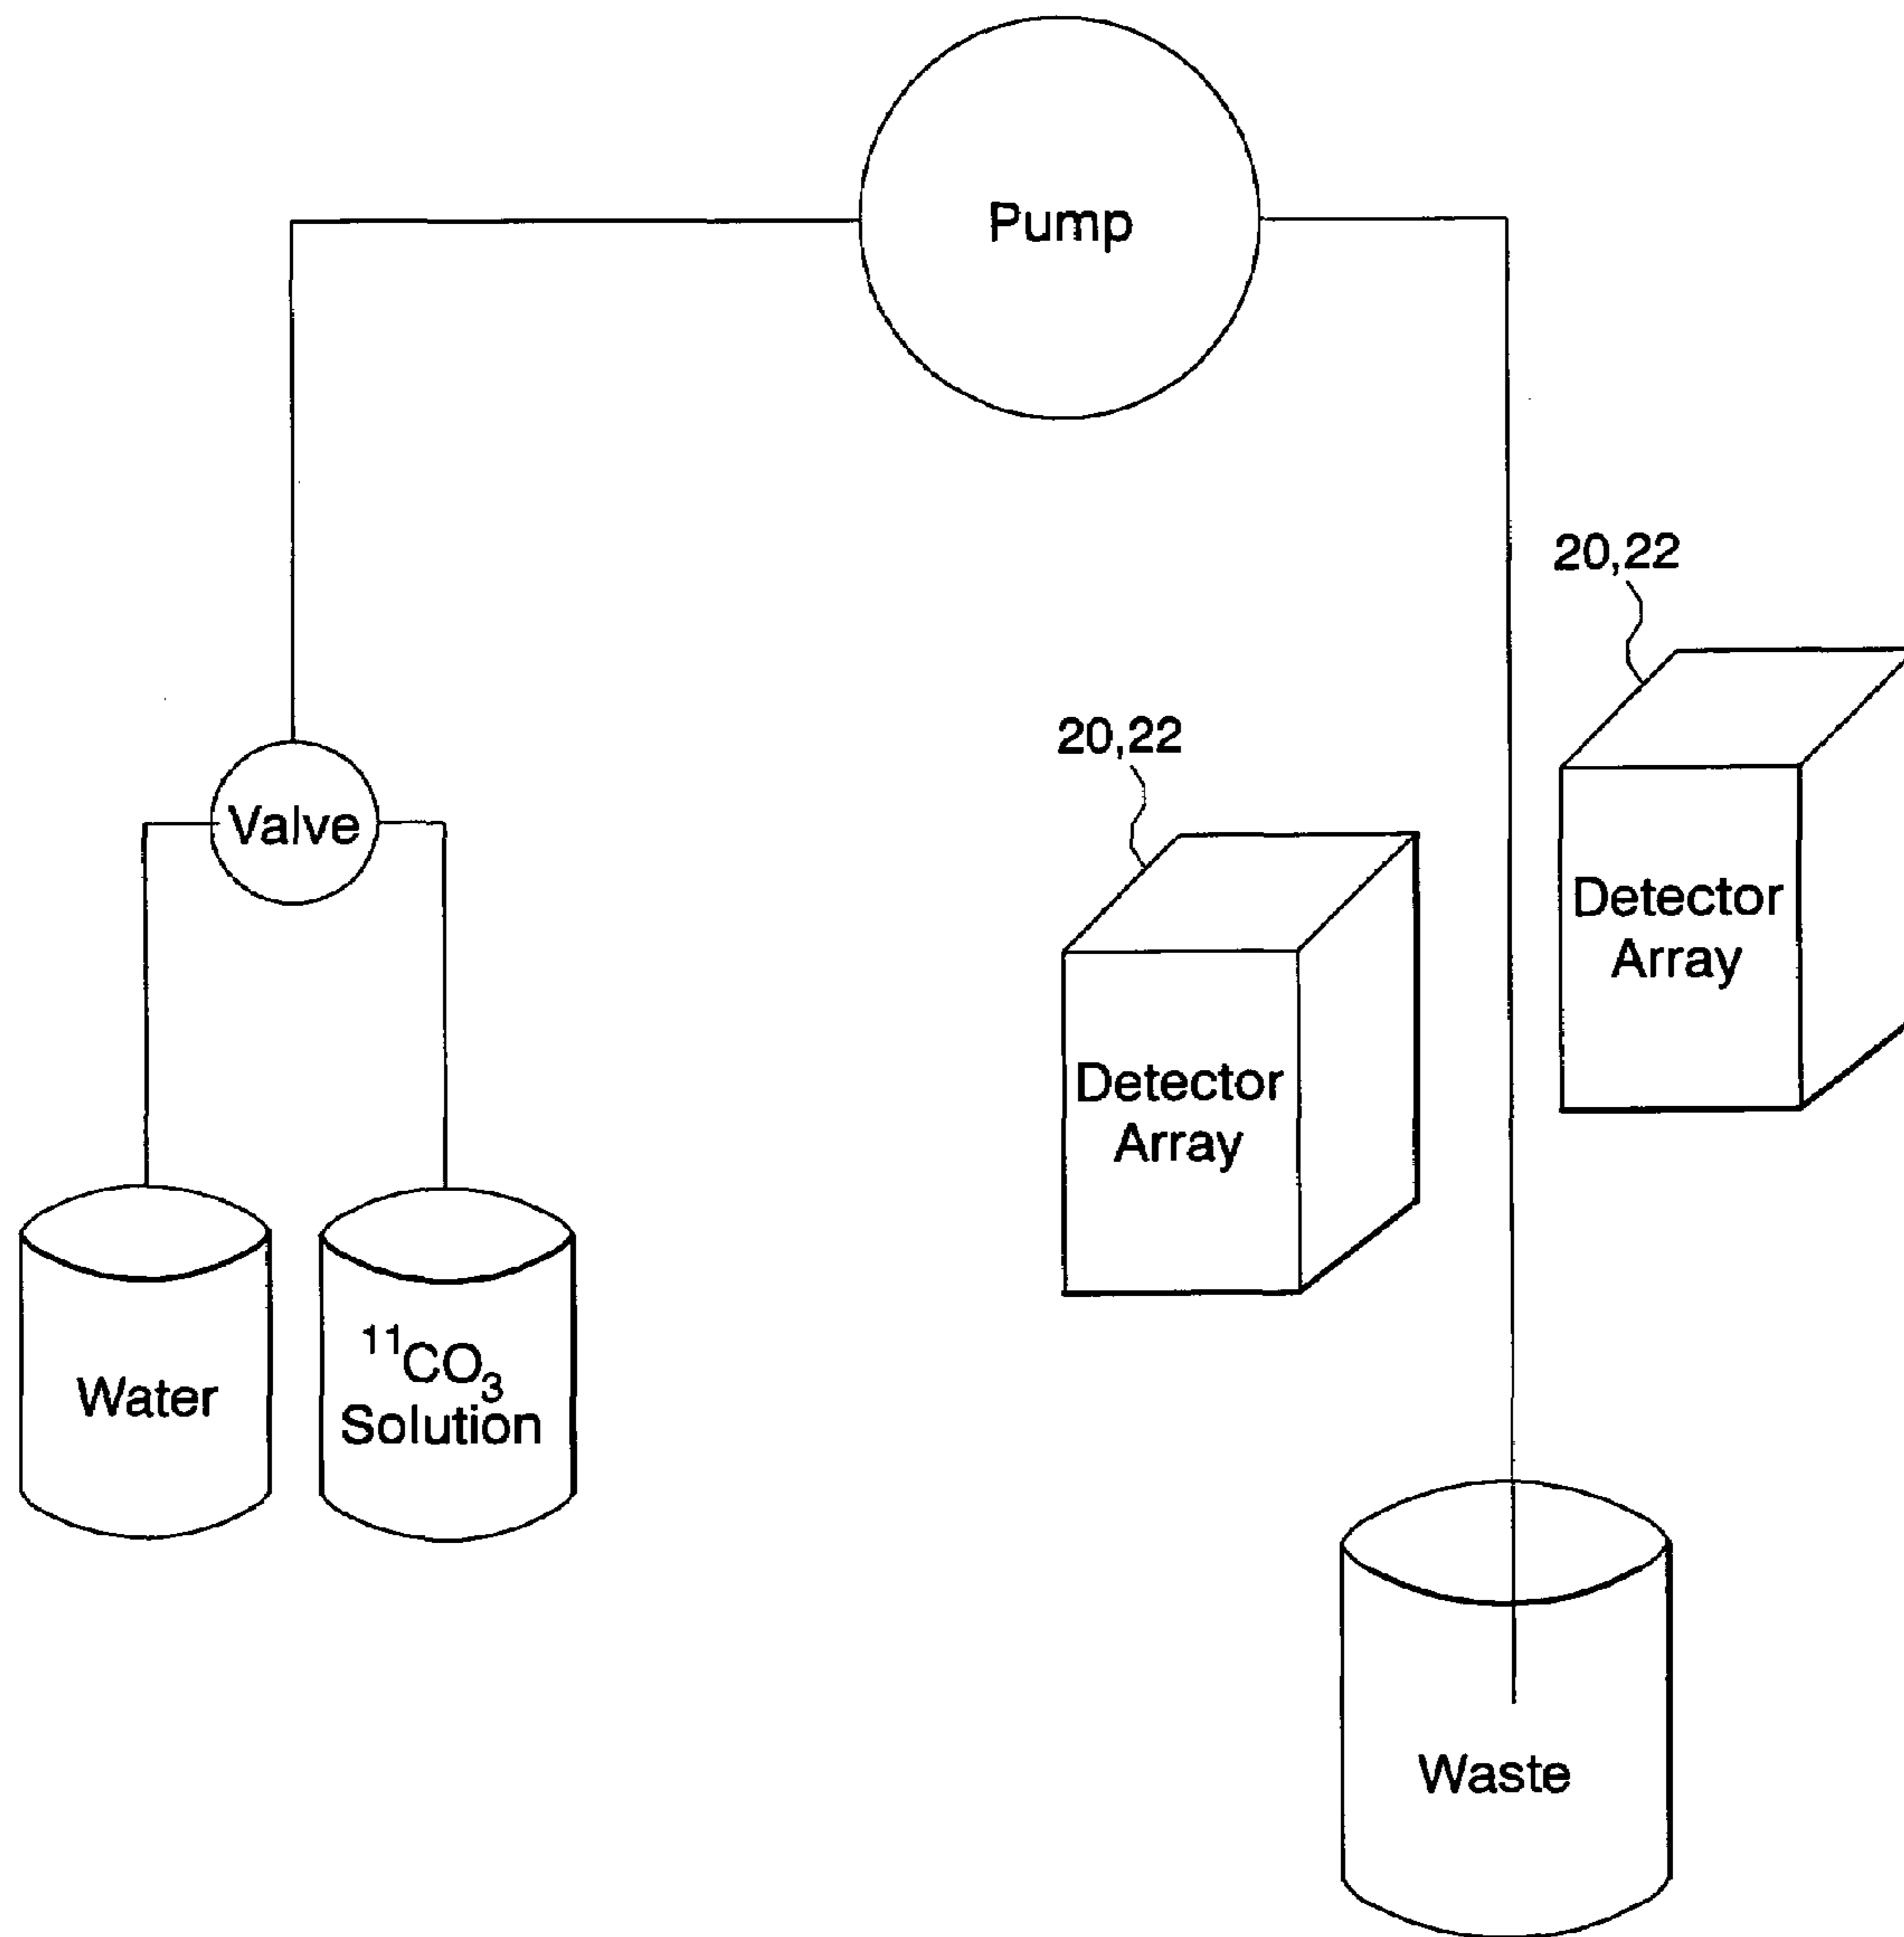 Pump
20,22
20,22
Valve
Detector
Array
Detector
Array
Water
¹¹CO₃
Solution
Waste